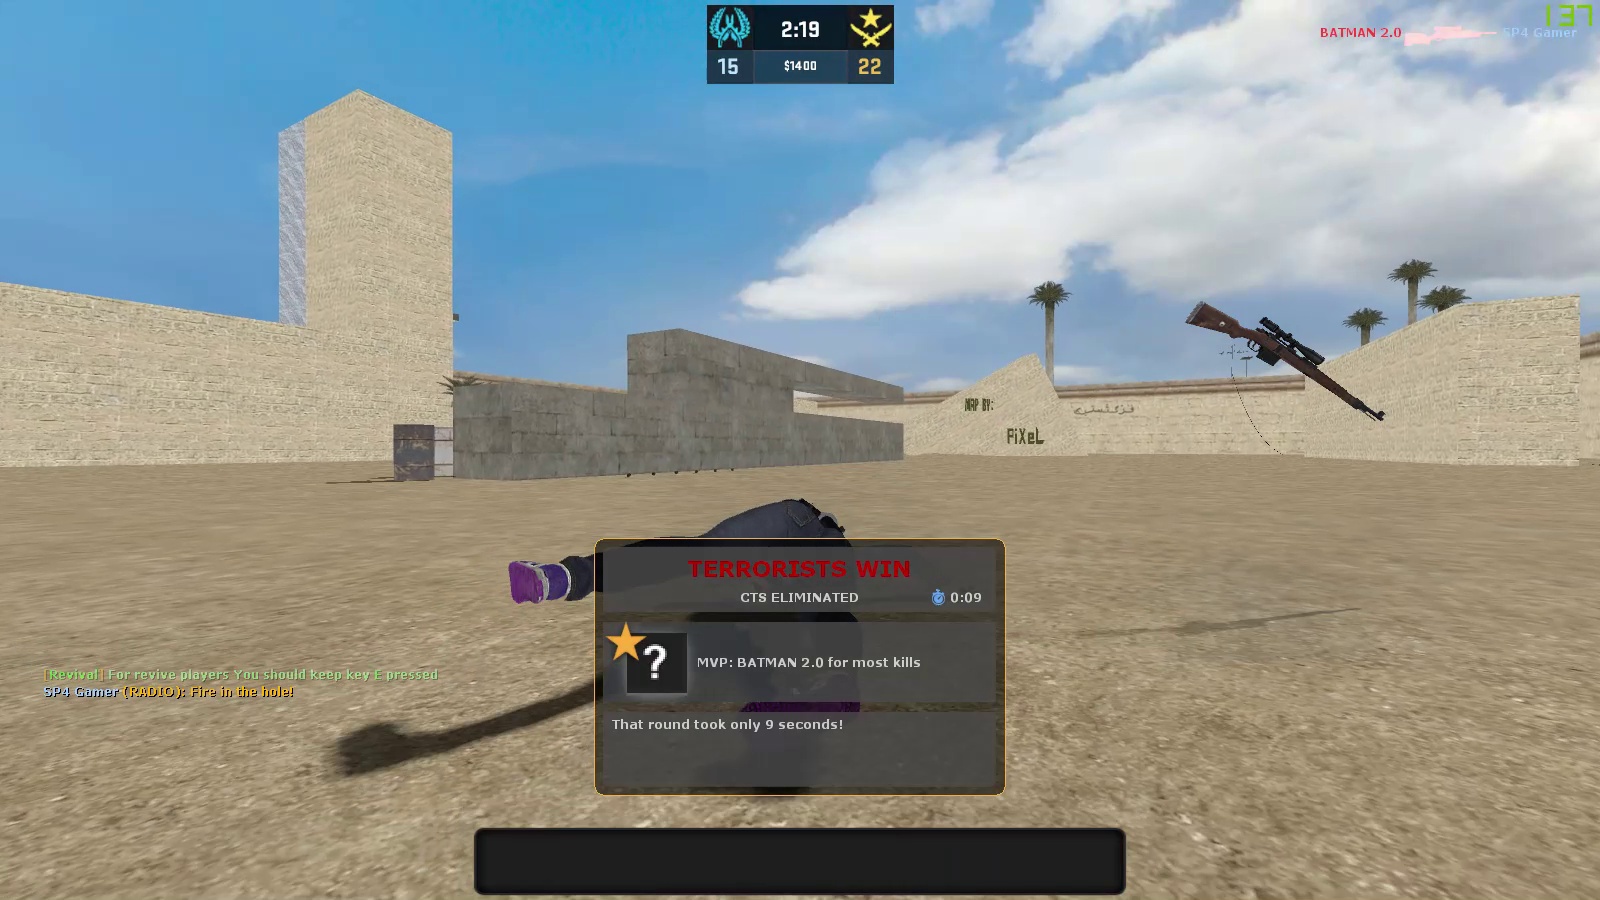 137
2:19
BATMAN 2.0 SP4 Gamer
15 $1400 22
MAP BY:
PiXeL
TERRORISTS WIN
CTS ELIMINATED 0:09
?
MVP: BATMAN 2.0 for most kills
[Revival] For revive players You should keep key E pressed
SP4 Gamer (RADIO): Fire in the hole!
That round took only 9 seconds!